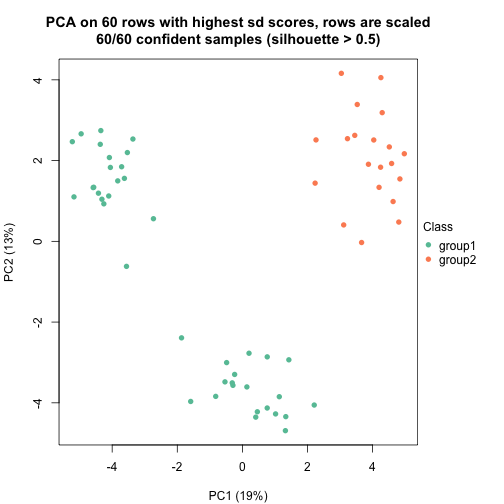 PCA on 60 rows with highest sd scores, rows are scaled
60/60 confident samples (silhouette > 0.5)
4
2
0
-2
-4
PC2 (13%)
Class
group1
group2
-4
-2
0
2
4
PC1 (19%)